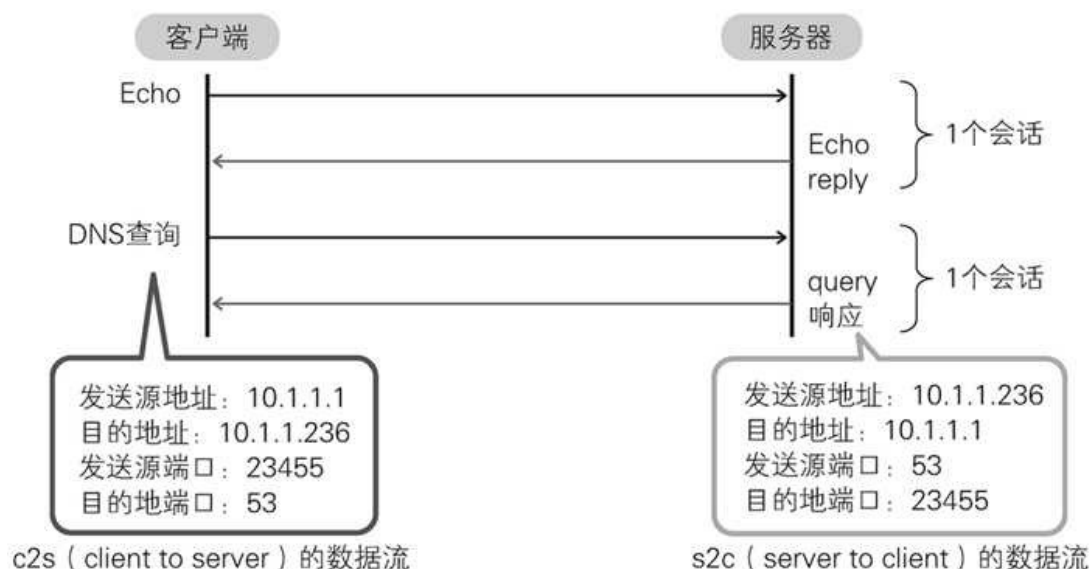 客户端
服务器
Echo
Echo
reply
1个会话
DNS查询
query
响应
1个会话
发送源地址：10.1.1.1
目的地址：10.1.1.236
发送源端口：23455
目的地端口：53
发送源地址：10.1.1.236
目的地址：10.1.1.1
发送源端口：53
目的地端口：23455
c2s（client to server）的数据流
s2c（server to client）的数据流